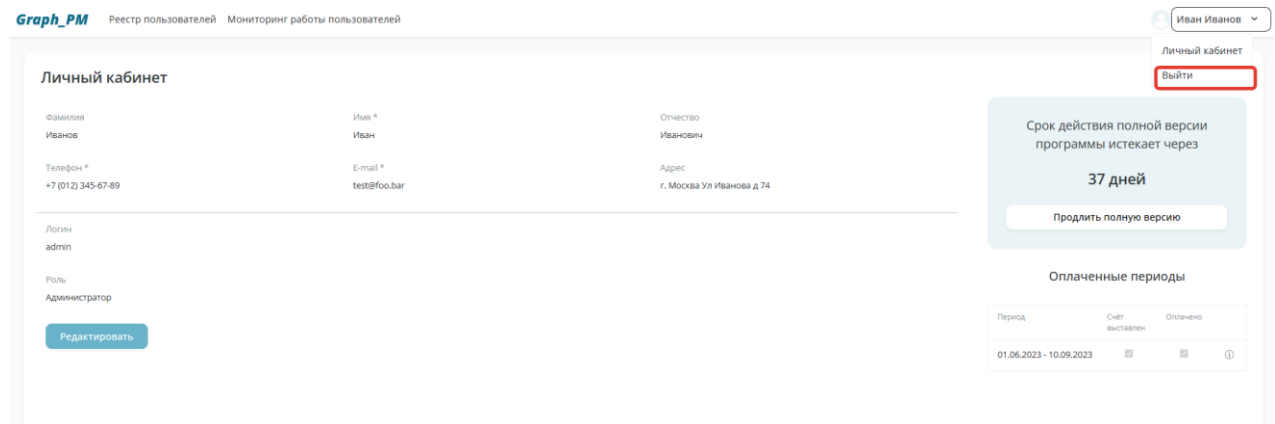 Graph_PM Реестр пользователей Мониторинг работы пользователей Иван Иванов
Личный кабинет
Выйти
Личный кабинет
Фамилия Имя * Отчество
Иванов Иван Иванович
Телефон * E-mail * Адрес
+7 (012) 345-67-89 test@foo.bar г. Москва Ул Иванова д 74
Логин
admin
Роль
Администратор
Редактировать
Срок действия полной версии
программы истекает через
37 дней
Продлить полную версию
Оплаченные периоды
Период Счёт выставлен Оплачено
01.06.2023 - 10.09.2023